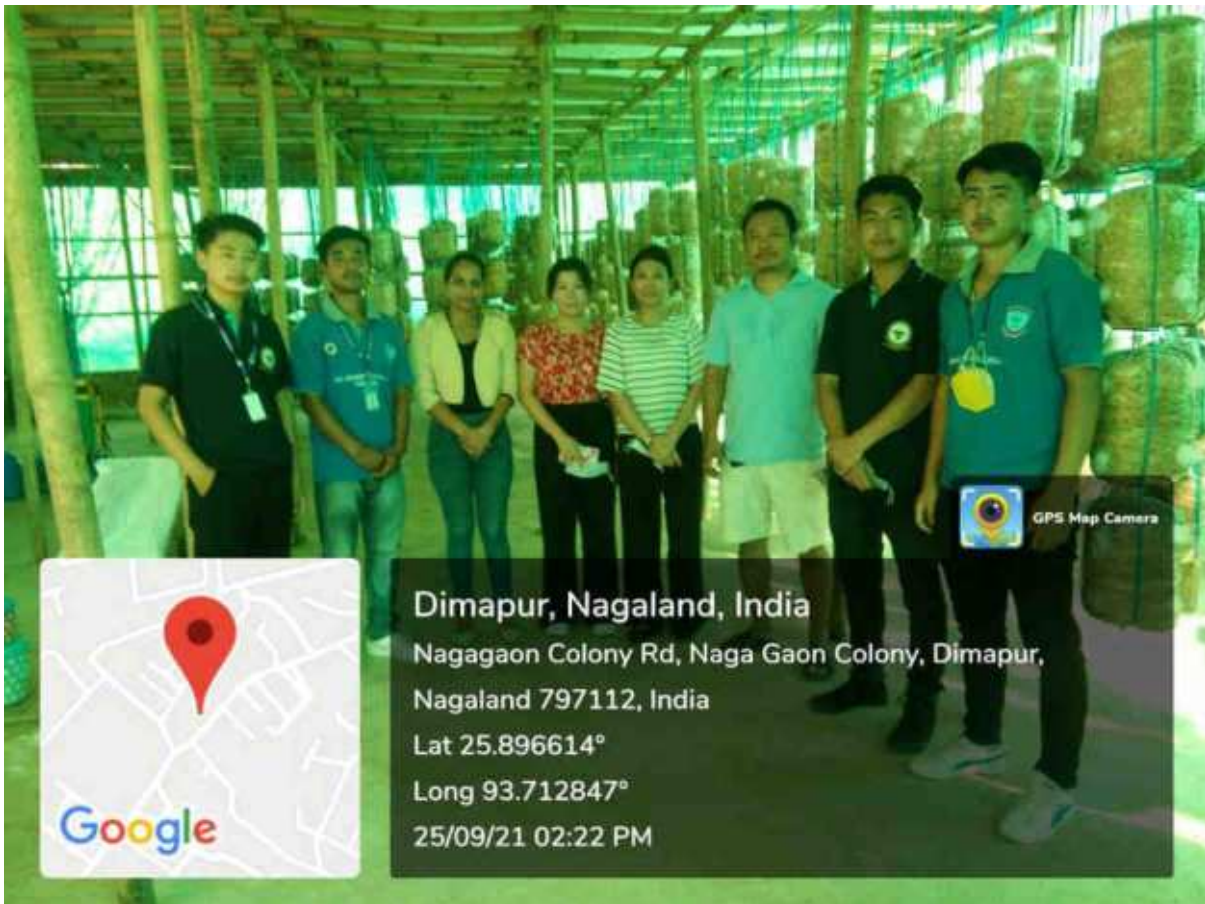 GPS Map Camera
Dimapur, Nagaland, India
Nagagaon Colony Rd, Naga Gaon Colony, Dimapur,
Nagaland 797112, India
Lat 25.896614°
Long 93.712847°
25/09/21 02:22 PM
Google